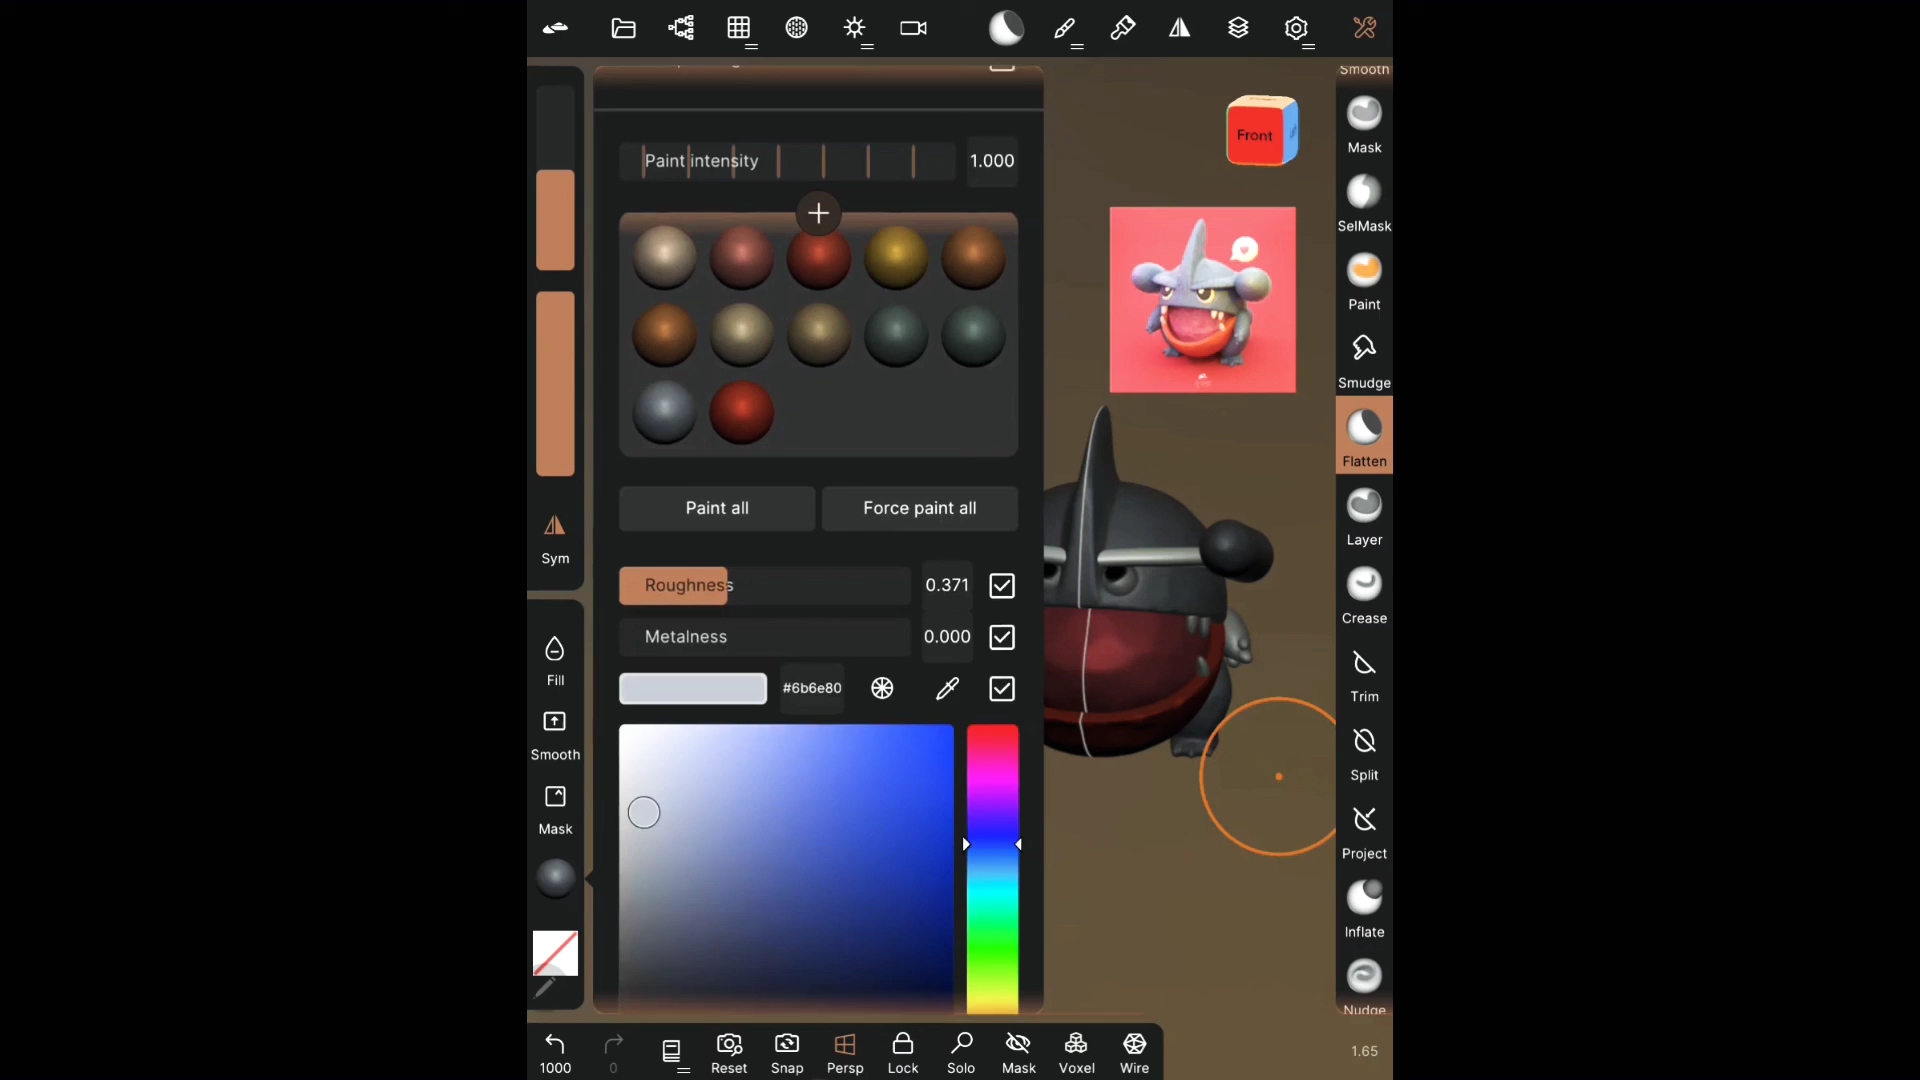 Smooth
Front
Paint intensity
1.000
Mask
SelMask
Paint
Smudge
Flatten
Paint all
Force paint all
Sym
Layer
Roughness
0.371
Crease
Metalness
0.000
#6b6e80
Fill
Trim
Smooth
Split
Mask
Project
Inflate
Nudge
1000
0
Reset
Snap
Persp
Lock
Solo
Mask
Voxel
Wire
1.65